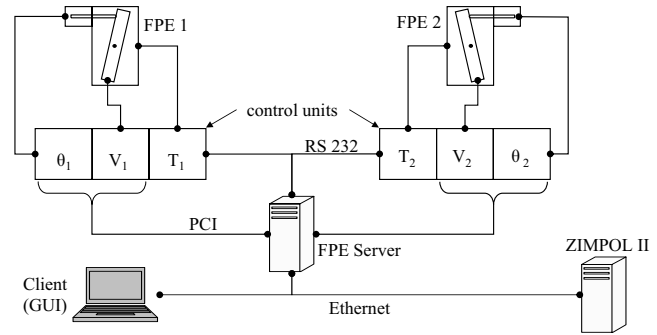 FPE 1
FPE 2
control units
θ1 V1 T1
RS 232
T2 V2 θ2
PCI
FPE Server
ZIMPOL II
Client
(GUI)
Ethernet